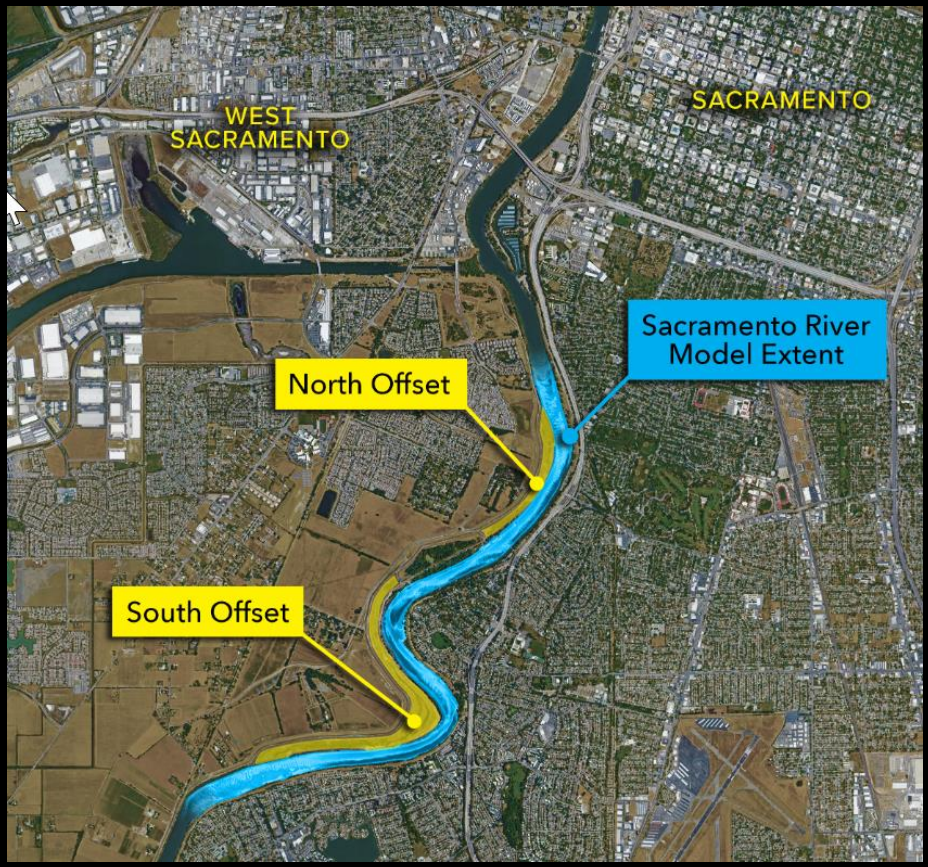 WEST
SACRAMENTO
SACRAMENTO
Sacramento River
Model Extent
North Offset
South Offset